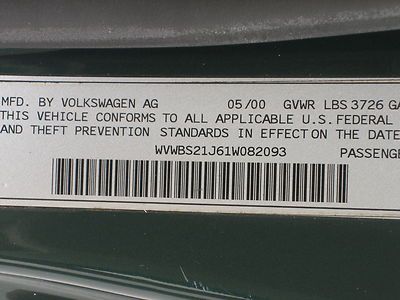 MFD. BY VOLKSWAGEN AG 05/00 GVWR LBS 3726 GA
THIS VEHICLE CONFORMS TO ALL APPLICABLE U.S. FEDERAL
AND THEFT PREVENTION STANDARDS IN EFFECT ON THE DATE
WVWBS21J61W082093 PASSENGE